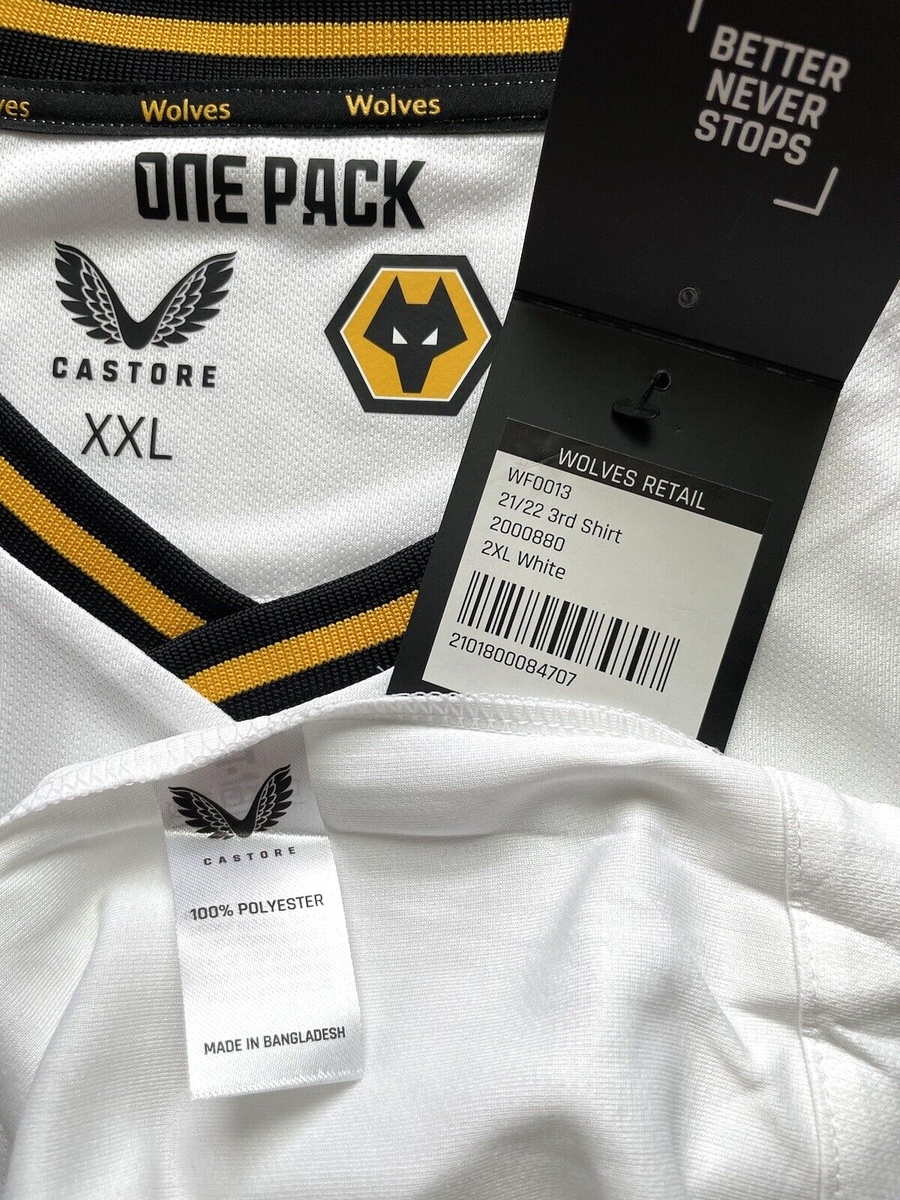 es
Wolves
Wolves
ONE PACK
CASTORE
XXL
BETTER
NEVER
STOPS
WOLVES RETAIL
WF0013
21/22 3rd Shirt
2000880
2XL White
2101800084707
CASTORE
100% POLYESTER
MADE IN BANGLADESH